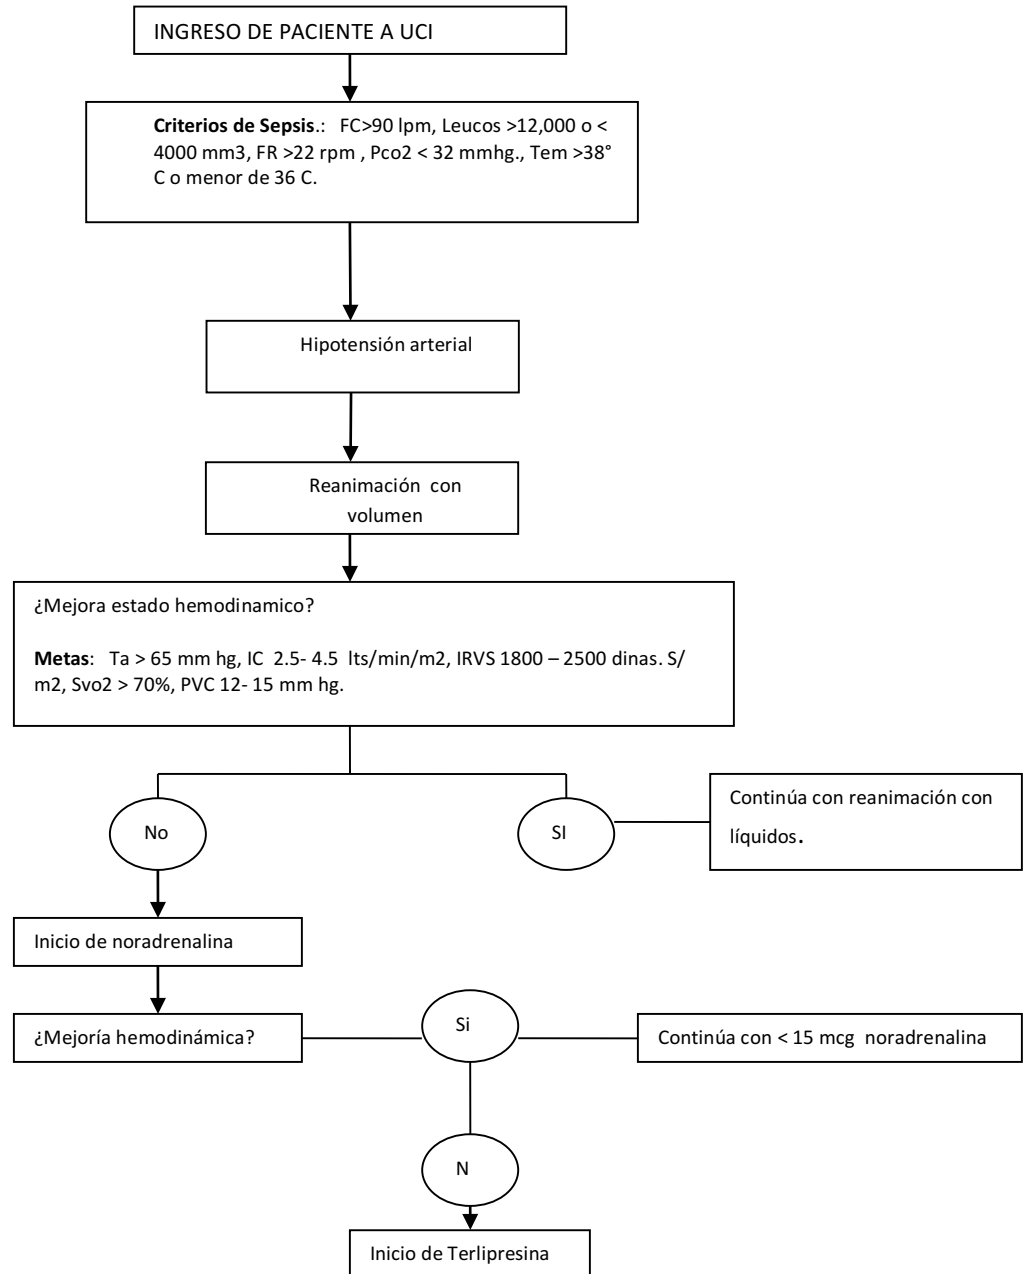 INGRESO DE PACIENTE A UCI
Criterios de Sepsis.: FC>90 lpm, Leucos >12,000 o <
4000 mm3, FR >22 rpm , Pco2 < 32 mmhg., Tem >38°
C o menor de 36 C.
Hipotensión arterial
Reanimación con
volumen
¿Mejora estado hemodinamico?
Metas: Ta > 65 mm hg, IC 2.5- 4.5 lts/min/m2, IRVS 1800 – 2500 dinas. S/
m2, Svo2 > 70%, PVC 12- 15 mm hg.
No
SI
Continúa con reanimación con
líquidos.
Inicio de noradrenalina
¿Mejoría hemodinámica?
Si
Continúa con < 15 mcg noradrenalina
N
Inicio de Terlipresina